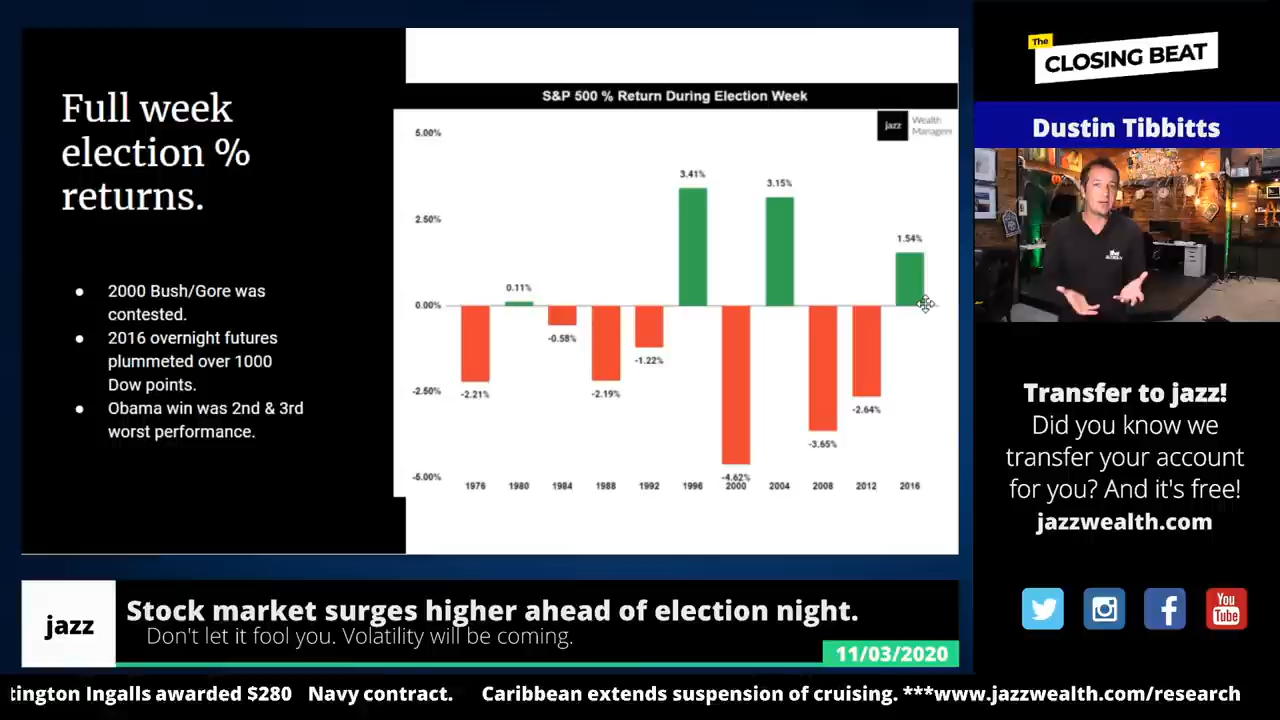 Full week
election %
returns.
● 2000 Bush/Gore was
contested.
● 2016 overnight futures
plummeted over 1000
Dow points.
● Obama win was 2nd & 3rd
worst performance.
S&P 500 % Return During Election Week
jazz
Wealth
Managem
5.00%
2.50%
0.00%
-2.50%
-5.00%
-2.21%
0.11%
-0.58%
-2.19%
-1.22%
3.41%
-4.62%
3.15%
-3.65%
-2.64%
1.54%
1976 1980 1984 1988 1992 1996 2000 2004 2008 2012 2016
The
CLOSING BEAT
Dustin Tibbitts
Transfer to jazz!
Did you know we
transfer your account
for you? And it's free!
jazzwealth.com
You
Tube
jazz
Stock market surges higher ahead of election night.
Don't let it fool you. Volatility will be coming.
11/03/2020
tington Ingalls awarded $280 Navy contract. Caribbean extends suspension of cruising. ***www.jazzwealth.com/research